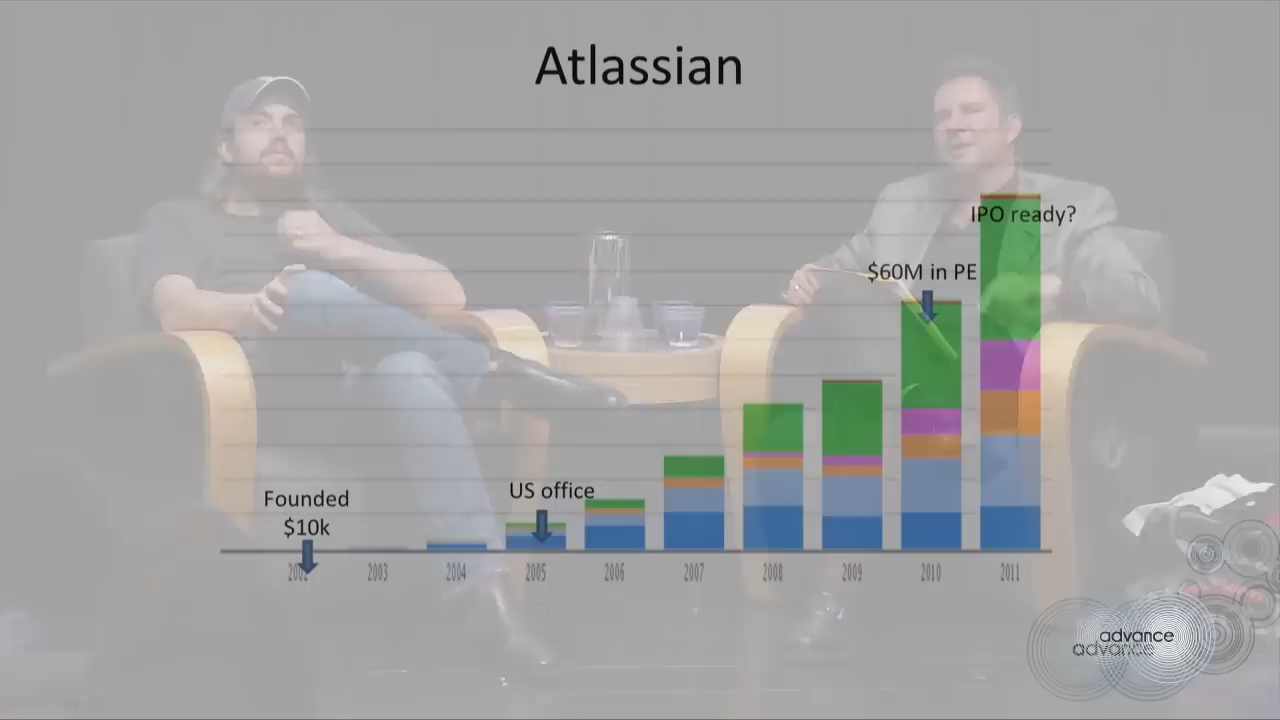 Atlassian
IPO ready?
$60M in PE
Founded
$10k
US office
2002 2003 2004 2005 2006 2007 2008 2009 2010 2011
advance
advance